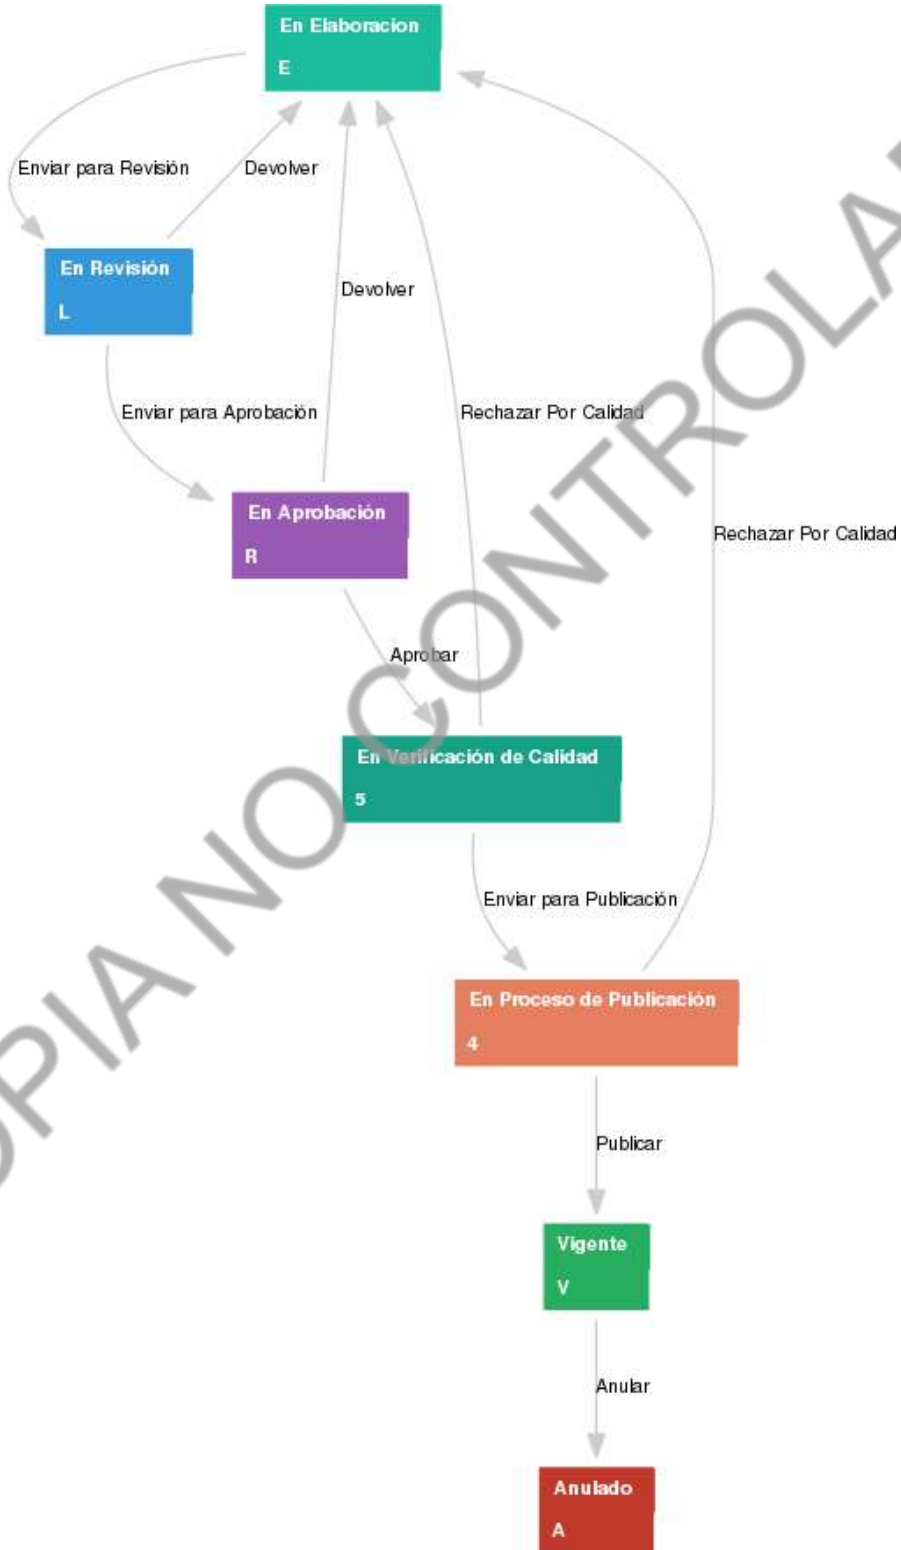 En Elaboracion
E
Enviar para Revisión
Devolver
En Revisión
L
Devolver
Enviar para Aprobación
Rechazar Por Calidad
En Aprobación
R
Rechazar Por Calidad
Aprobar
En Verificación de Calidad
5
Enviar para Publicación
En Proceso de Publicación
4
Publicar
Vigente
V
Anular
Anulado
A
OPIA NO CONTROLA